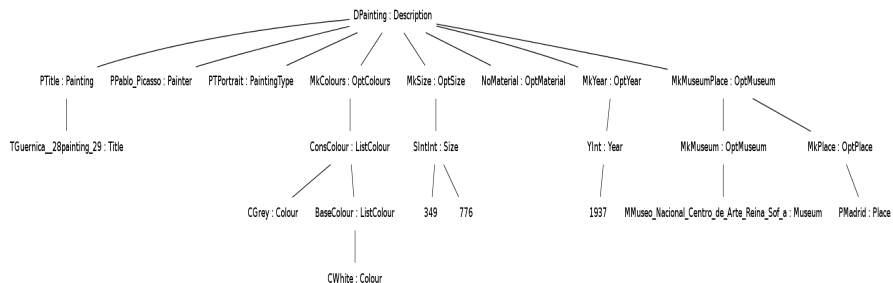 DPainting : Description
PTitle : Painting PPablo_Picasso : Painter PTPortrait : PaintingType MkColours : OptColours MkSize : OptSize NoMaterial : OptMaterial MkYear : OptYear MkMuseumPlace : OptMuseum
TGuernica__28painting_29 : Title ConsColour : ListColour SIntInt : Size YInt : Year MkMuseum : OptMuseum MkPlace : OptPlace
CGrey : Colour BaseColour : ListColour 349 776 1937 MMuseo_Nacional_Centro_de_Arte_Reina_Sof_a : Museum PMadrid : Place
CWhite : Colour